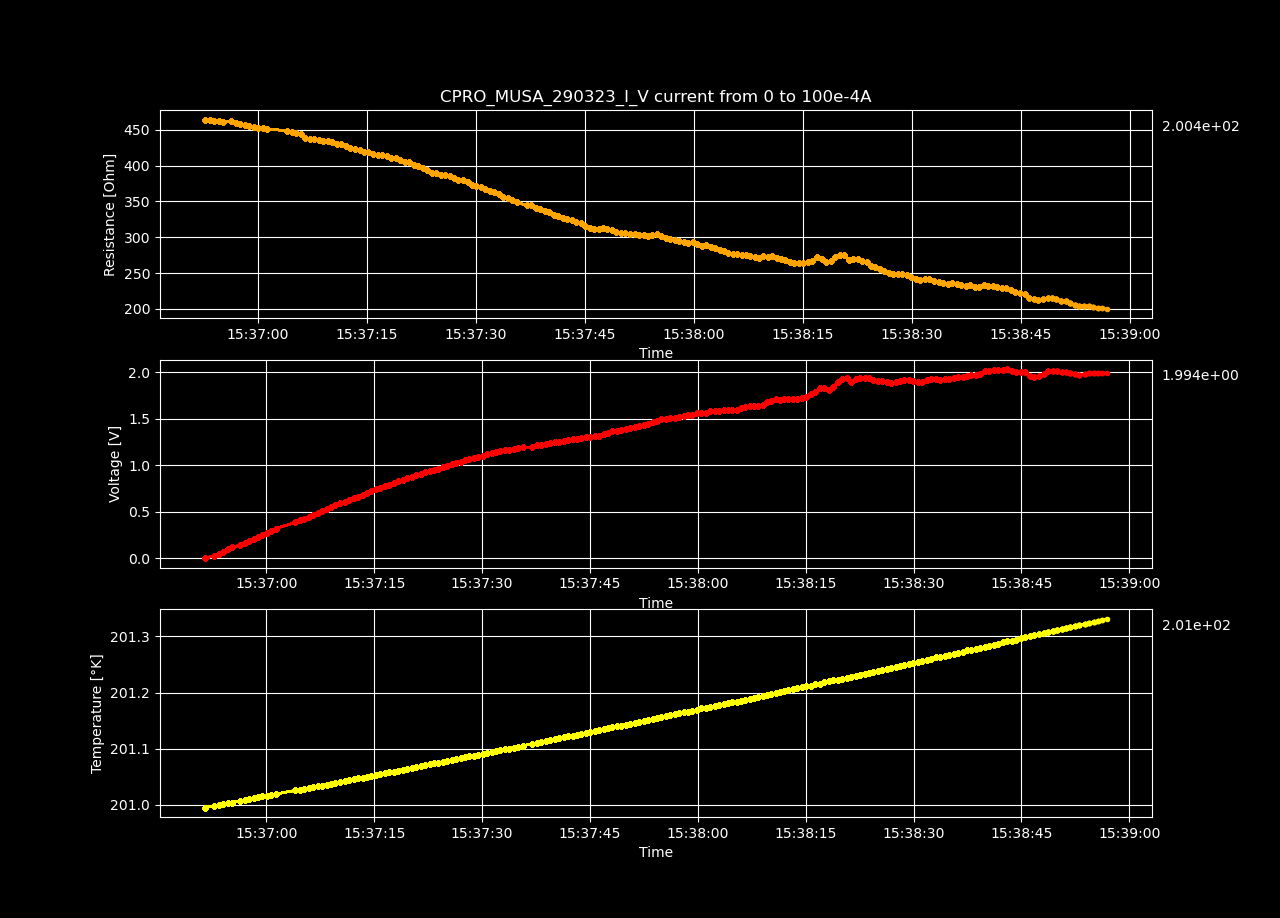 CPRO_MUSA_290323_I_V current from 0 to 100e-4A
2.004e+02
Resistance [Ohm]
450
400
350
300
250
200
15:37:00 15:37:15 15:37:30 15:37:45 15:38:00 15:38:15 15:38:30 15:38:45 15:39:00
Time
1.994e+00
Voltage [V]
2.0
1.5
1.0
0.5
0.0
15:37:00 15:37:15 15:37:30 15:37:45 15:38:00 15:38:15 15:38:30 15:38:45 15:39:00
Time
2.01e+02
Temperature [°K]
201.3
201.2
201.1
201.0
15:37:00 15:37:15 15:37:30 15:37:45 15:38:00 15:38:15 15:38:30 15:38:45 15:39:00
Time